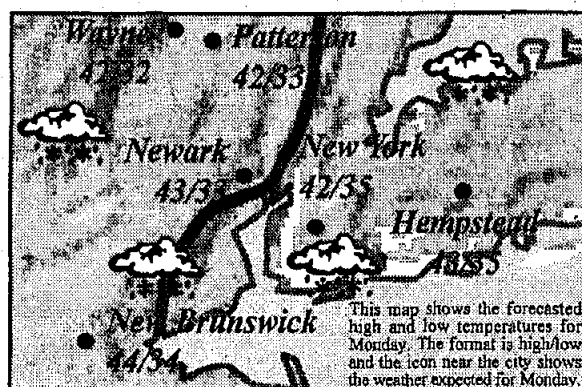 Wayne
42/32
Patterson
42/33
Newark
New York
42/35
Hempstead
New Brunswick
44/34
This map shows the forecasted
high and low temperatures for
Monday. The format is high/low
and the icon near the city shows
the weather expected for Monday.